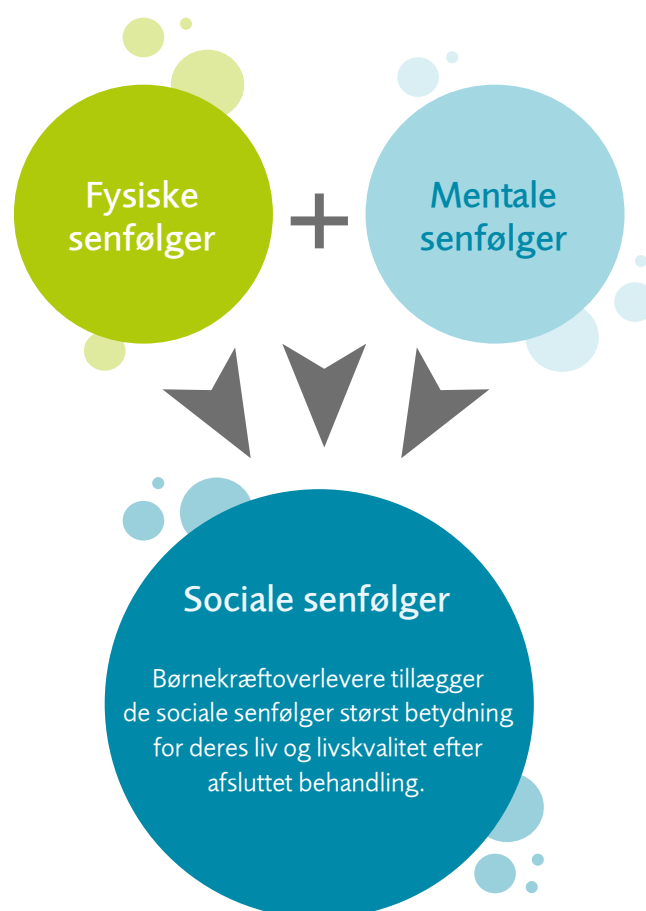 Fysiske
senfølger
+
Mentale
senfølger
Sociale senfølger
Børnekræftoverlevere tillægger
de sociale senfølger størst betydning
for deres liv og livskvalitet efter
afsluttet behandling.